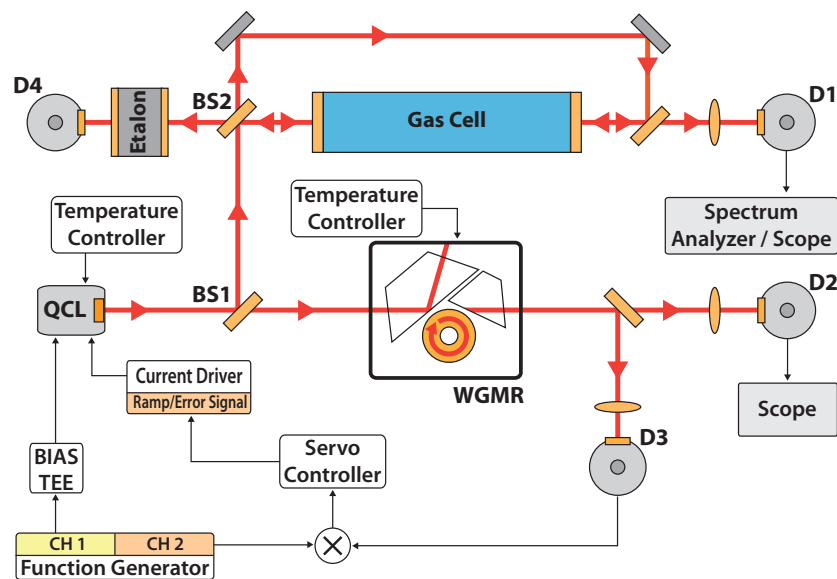 D4
Etalon
BS2
Gas Cell
D1
Spectrum
Analyzer / Scope
Temperature
Controller
Temperature
Controller
QCL
BS1
WGMR
D2
Scope
Current Driver
Ramp/Error Signal
D3
BIAS
TEE
Servo
Controller
CH 1
CH 2
Function Generator